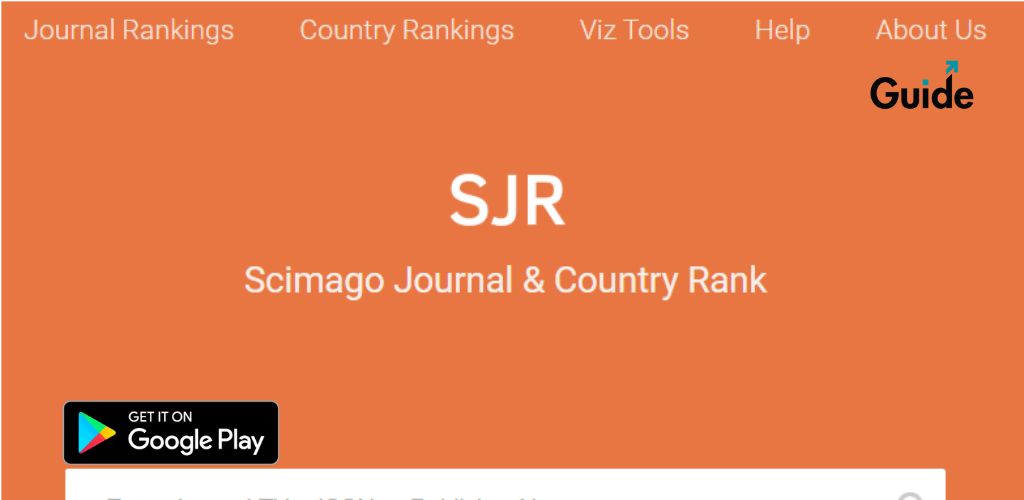 Journal Rankings Country Rankings Viz Tools Help About Us
Guide
SJR
Scimago Journal & Country Rank
GET IT ON
Google Play